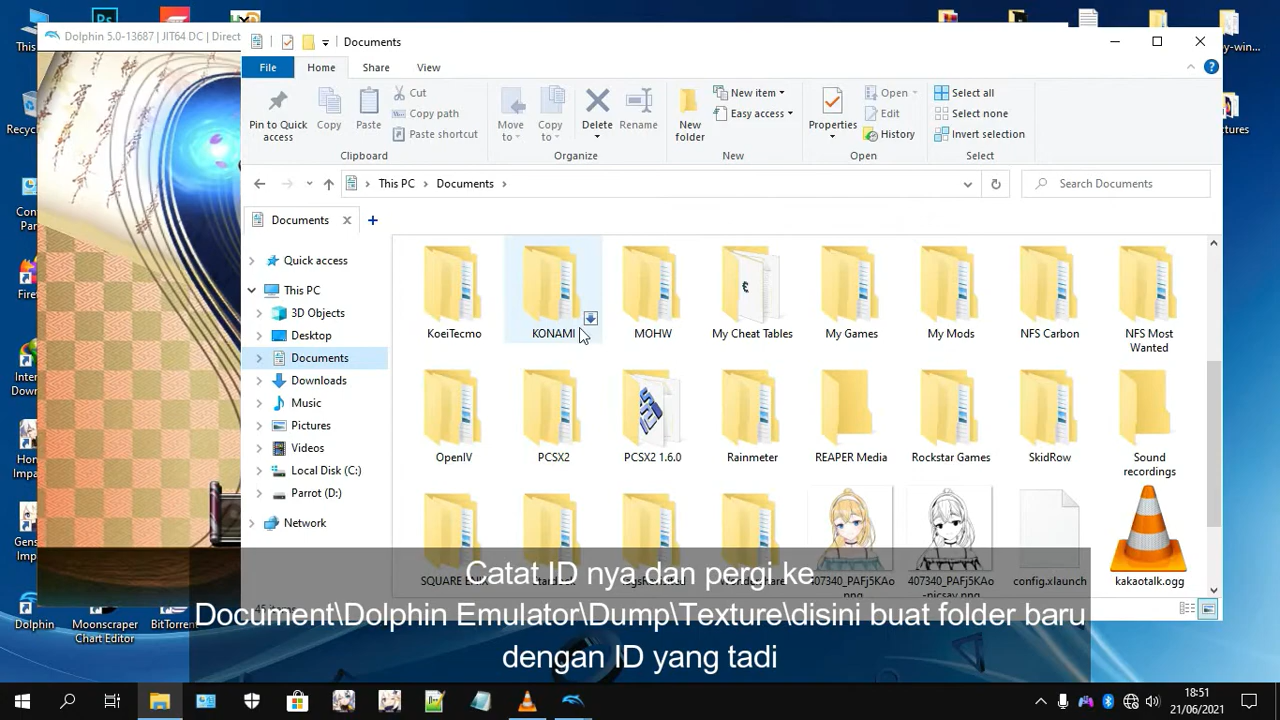 Dolphin 5.0-13687 | JIT64 DC | Direct
Documents
File
Home
Share
View
Pin to Quick
access
Copy
Paste
Cut
Copy path
Paste shortcut
Move
to
Copy
to
Delete
Rename
New
folder
New item
Easy access
Properties
Open
Edit
History
Select all
Select none
Invert selection
Clipboard
Organize
New
Open
Select
This PC
Documents
Search Documents
Documents
Quick access
This PC
3D Objects
Desktop
Documents
Downloads
Music
Pictures
Videos
Local Disk (C:)
Parrot (D:)
Network
KoeiTecmo
KONAMI
MOHW
My Cheat Tables
My Games
My Mods
NFS Carbon
NFS Most
Wanted
OpenIV
PCSX2
PCSX2 1.6.0
Rainmeter
REAPER Media
Rockstar Games
SkidRow
Sound
recordings
config.xlaunch
kakaotalk.ogg
Catat ID nya dan pergi ke
Document\Dolphin Emulator\Dump\Texture\disini buat folder baru
dengan ID yang tadi
Dolphin
Moonscraper
Chart Editor
BitTorrent
18:51
21/06/2021